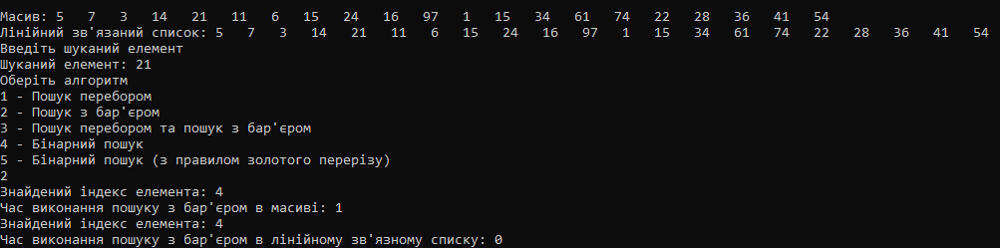 Масив: 5 7 3 14 21 11 6 15 24 16 97 1 15 34 61 74 22 28 36 41 54
Лінійний зв'язаний список: 5 7 3 14 21 11 6 15 24 16 97 1 15 34 61 74 22 28 36 41 54
Введіть шуканий елемент
Шуканий елемент: 21
Оберіть алгоритм
1 - Пошук перебором
2 - Пошук з бар'єром
3 - Пошук перебором та пошук з бар'єром
4 - Бінарний пошук
5 - Бінарний пошук (з правилом золотого перерізу)
2
Знайдений індекс елемента: 4
Час виконання пошуку з бар'єром в масиві: 1
Знайдений індекс елемента: 4
Час виконання пошуку з бар'єром в лінійному зв'язному списку: 0